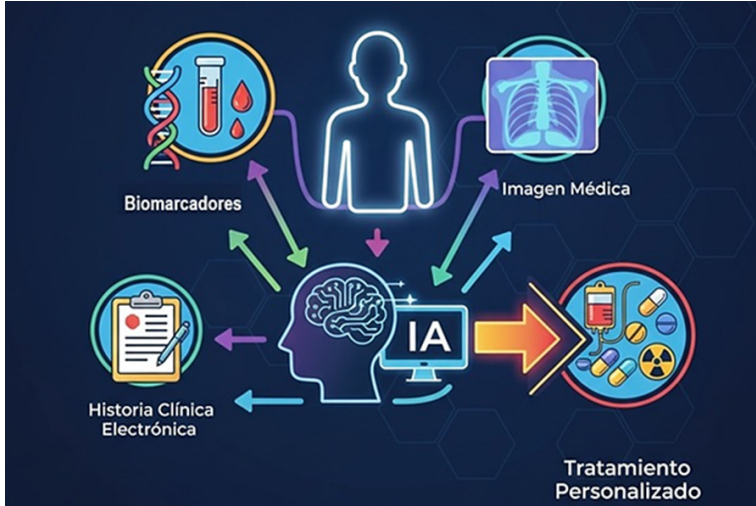 Biomarcadores
Imagen Médica
IA
Historia Clínica
Electrónica
Tratamiento
Personalizado